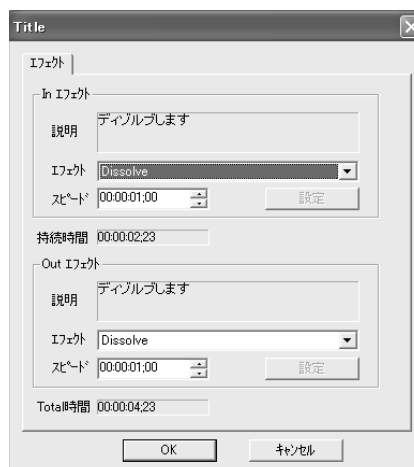 Title
エフェクト
In エフェクト
説明 ディゾルブします
エフェクト Dissolve
スピード 00:00:01;00 設定
持続時間 00:00:02;23
Out エフェクト
説明 ディゾルブします
エフェクト Dissolve
スピード 00:00:01;00 設定
Total時間 00:00:04;23
OK キャンセル